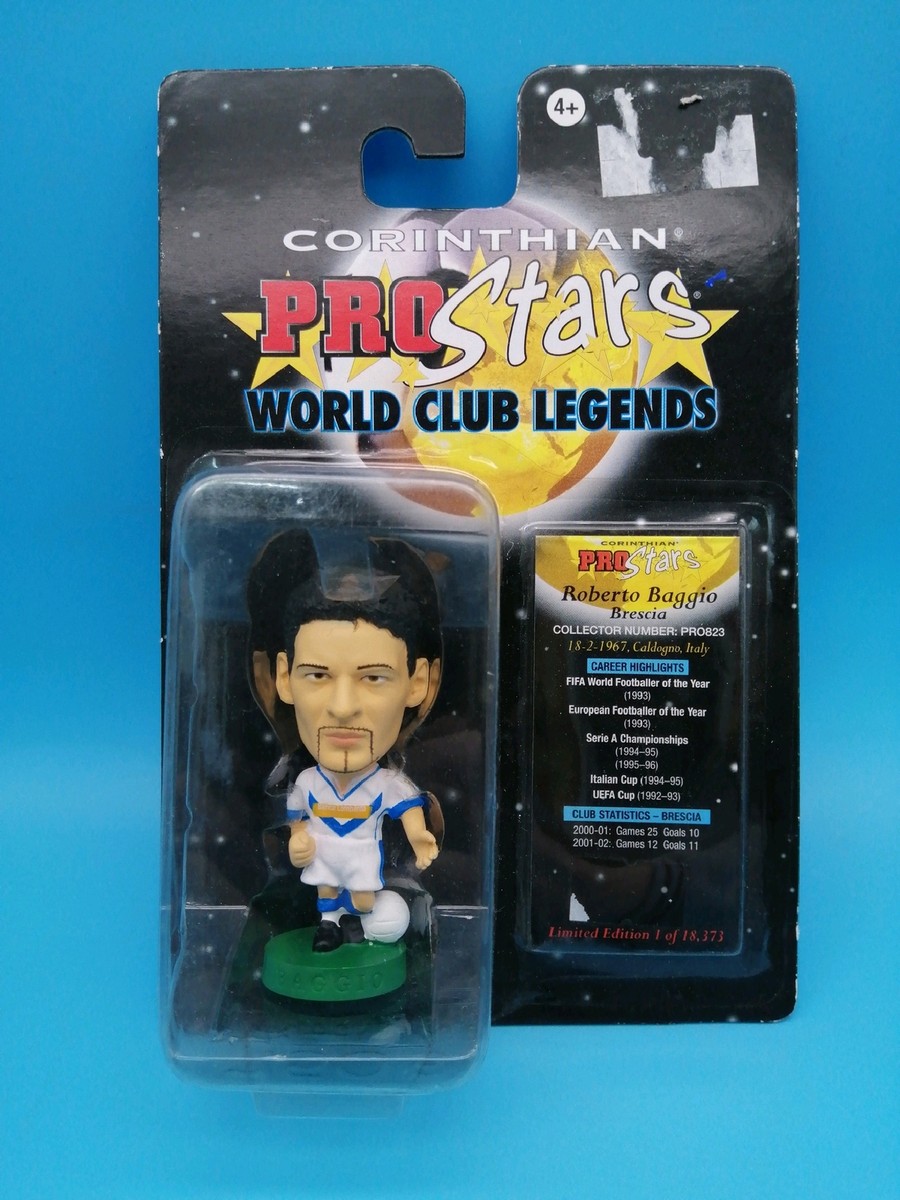 4+
CORINTHIAN®
PROStars®
WORLD CLUB LEGENDS
CORINTHIAN®
PROStars
Roberto Baggio
Brescia
COLLECTOR NUMBER: PRO823
18-2-1967, Caldogno, Italy
CAREER HIGHLIGHTS
FIFA World Footballer of the Year
(1993)
European Footballer of the Year
(1993)
Serie A Championships
(1994–95)
(1995–96)
Italian Cup (1994–95)
UEFA Cup (1992–93)
CLUB STATISTICS – BRESCIA
2000-01: Games 25 Goals 10
2001-02: Games 12 Goals 11
Limited Edition 1 of 18,373
BAGGIO